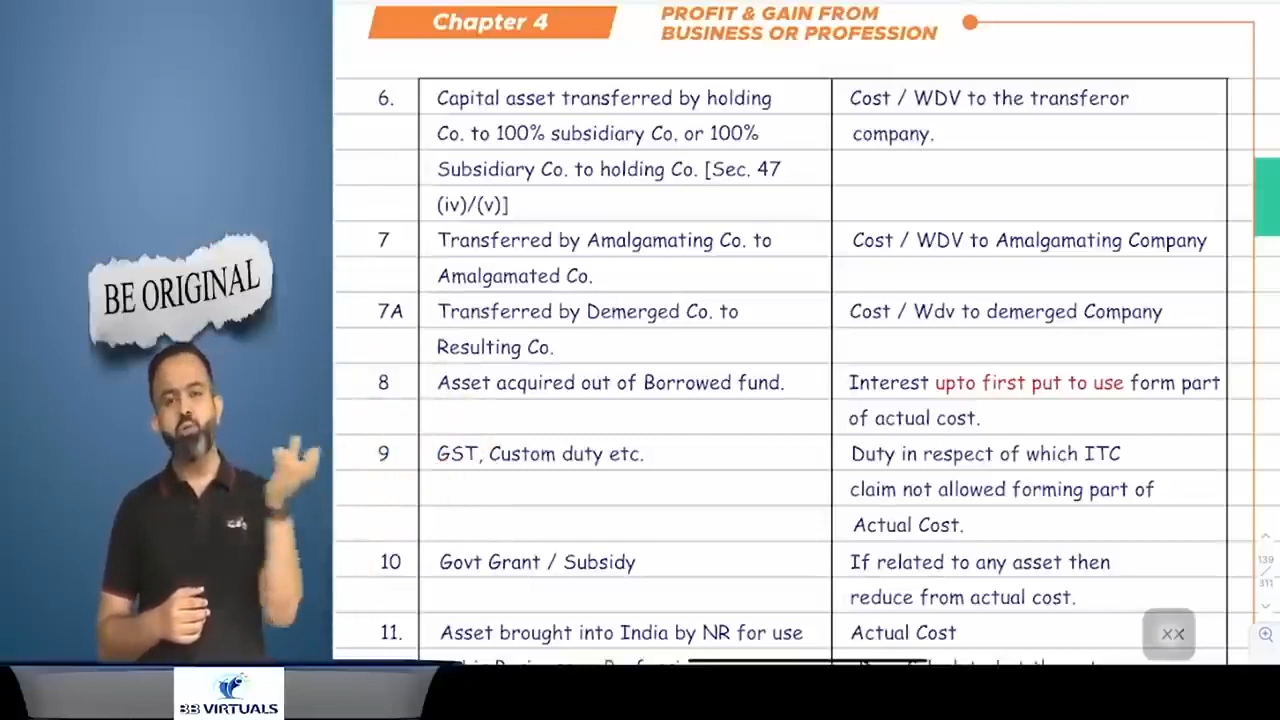 Chapter 4
PROFIT & GAIN FROM
BUSINESS OR PROFESSION
6.
Capital asset transferred by holding
Co. to 100% subsidiary Co. or 100%
Subsidiary Co. to holding Co. [Sec. 47
(iv)/(v)]
Cost / WDV to the transferor
company.
7
Transferred by Amalgamating Co. to
Amalgamated Co.
Cost / WDV to Amalgamating Company
7A
Transferred by Demerged Co. to
Resulting Co.
Cost / Wdv to demerged Company
8
Asset acquired out of Borrowed fund.
Interest upto first put to use form part
of actual cost.
9
GST, Custom duty etc.
Duty in respect of which ITC
claim not allowed forming part of
Actual Cost.
10
Govt Grant / Subsidy
If related to any asset then
reduce from actual cost.
11.
Asset brought into India by NR for use
Actual Cost
BE ORIGINAL
139
/
311
XX
BB VIRTUALS